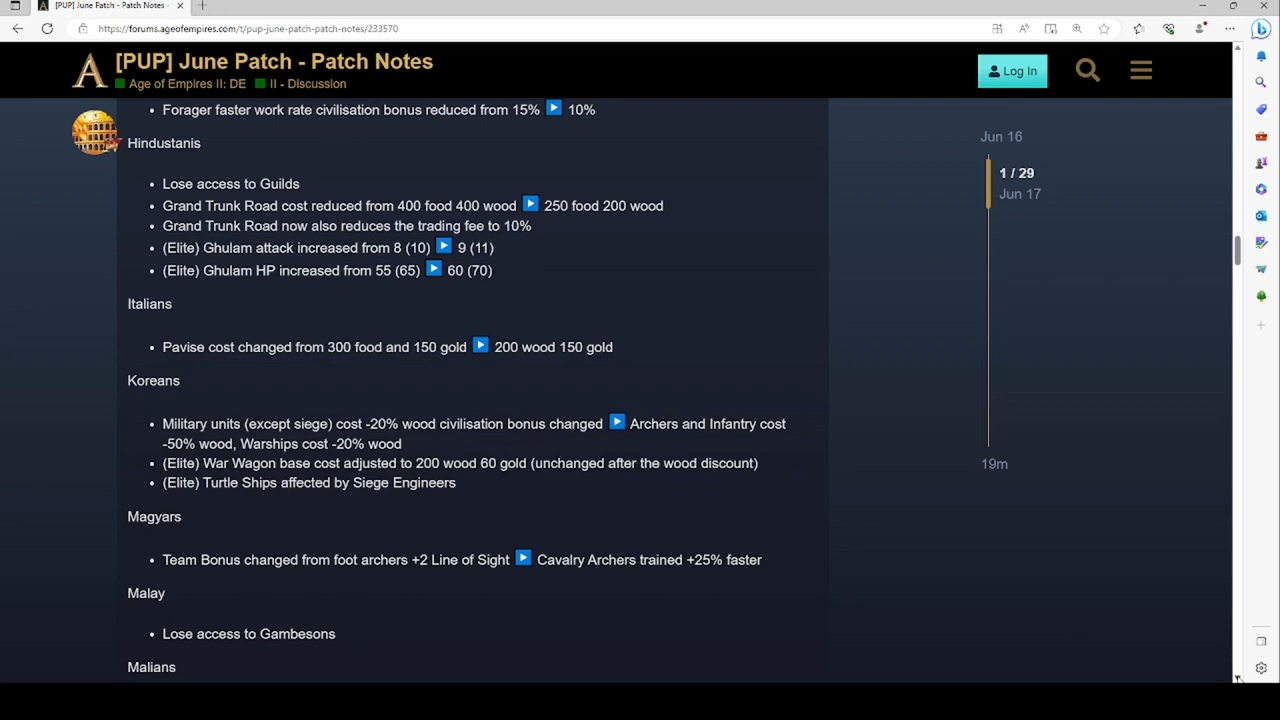 [PUP] June Patch - Patch Notes
https://forums.ageofempires.com/t/pup-june-patch-patch-notes/233570
[PUP] June Patch - Patch Notes
Age of Empires II: DE II - Discussion
Log In
Forager faster work rate civilisation bonus reduced from 15% ▶ 10%
Hindustanis
Lose access to Guilds
Grand Trunk Road cost reduced from 400 food 400 wood ▶ 250 food 200 wood
Grand Trunk Road now also reduces the trading fee to 10%
(Elite) Ghulam attack increased from 8 (10) ▶ 9 (11)
(Elite) Ghulam HP increased from 55 (65) ▶ 60 (70)
Italians
Pavise cost changed from 300 food and 150 gold ▶ 200 wood 150 gold
Koreans
Military units (except siege) cost -20% wood civilisation bonus changed ▶ Archers and Infantry cost
-50% wood, Warships cost -20% wood
(Elite) War Wagon base cost adjusted to 200 wood 60 gold (unchanged after the wood discount)
(Elite) Turtle Ships affected by Siege Engineers
Magyars
Team Bonus changed from foot archers +2 Line of Sight ▶ Cavalry Archers trained +25% faster
Malay
Lose access to Gambesons
Malians
Jun 16
1 / 29
Jun 17
19m